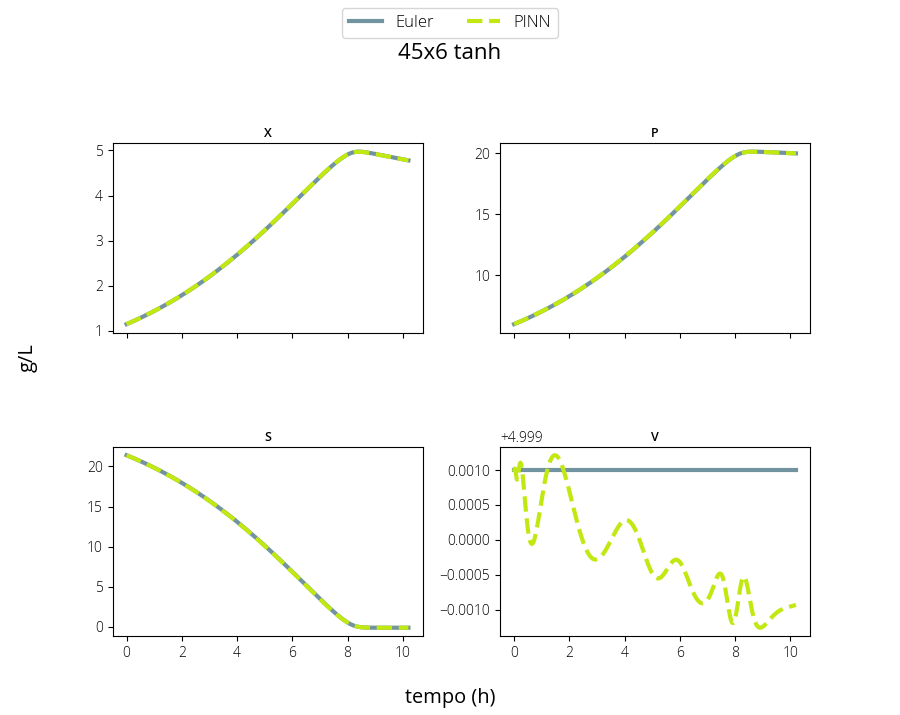 Euler PINN
45x6 tanh
X
P
5
4
3
2
1
20
15
10
g/L
S
+4.999
V
20
15
10
5
0
0 2 4 6 8 10
0.0010
0.0005
0.0000
−0.0005
−0.0010
0 2 4 6 8 10
tempo (h)